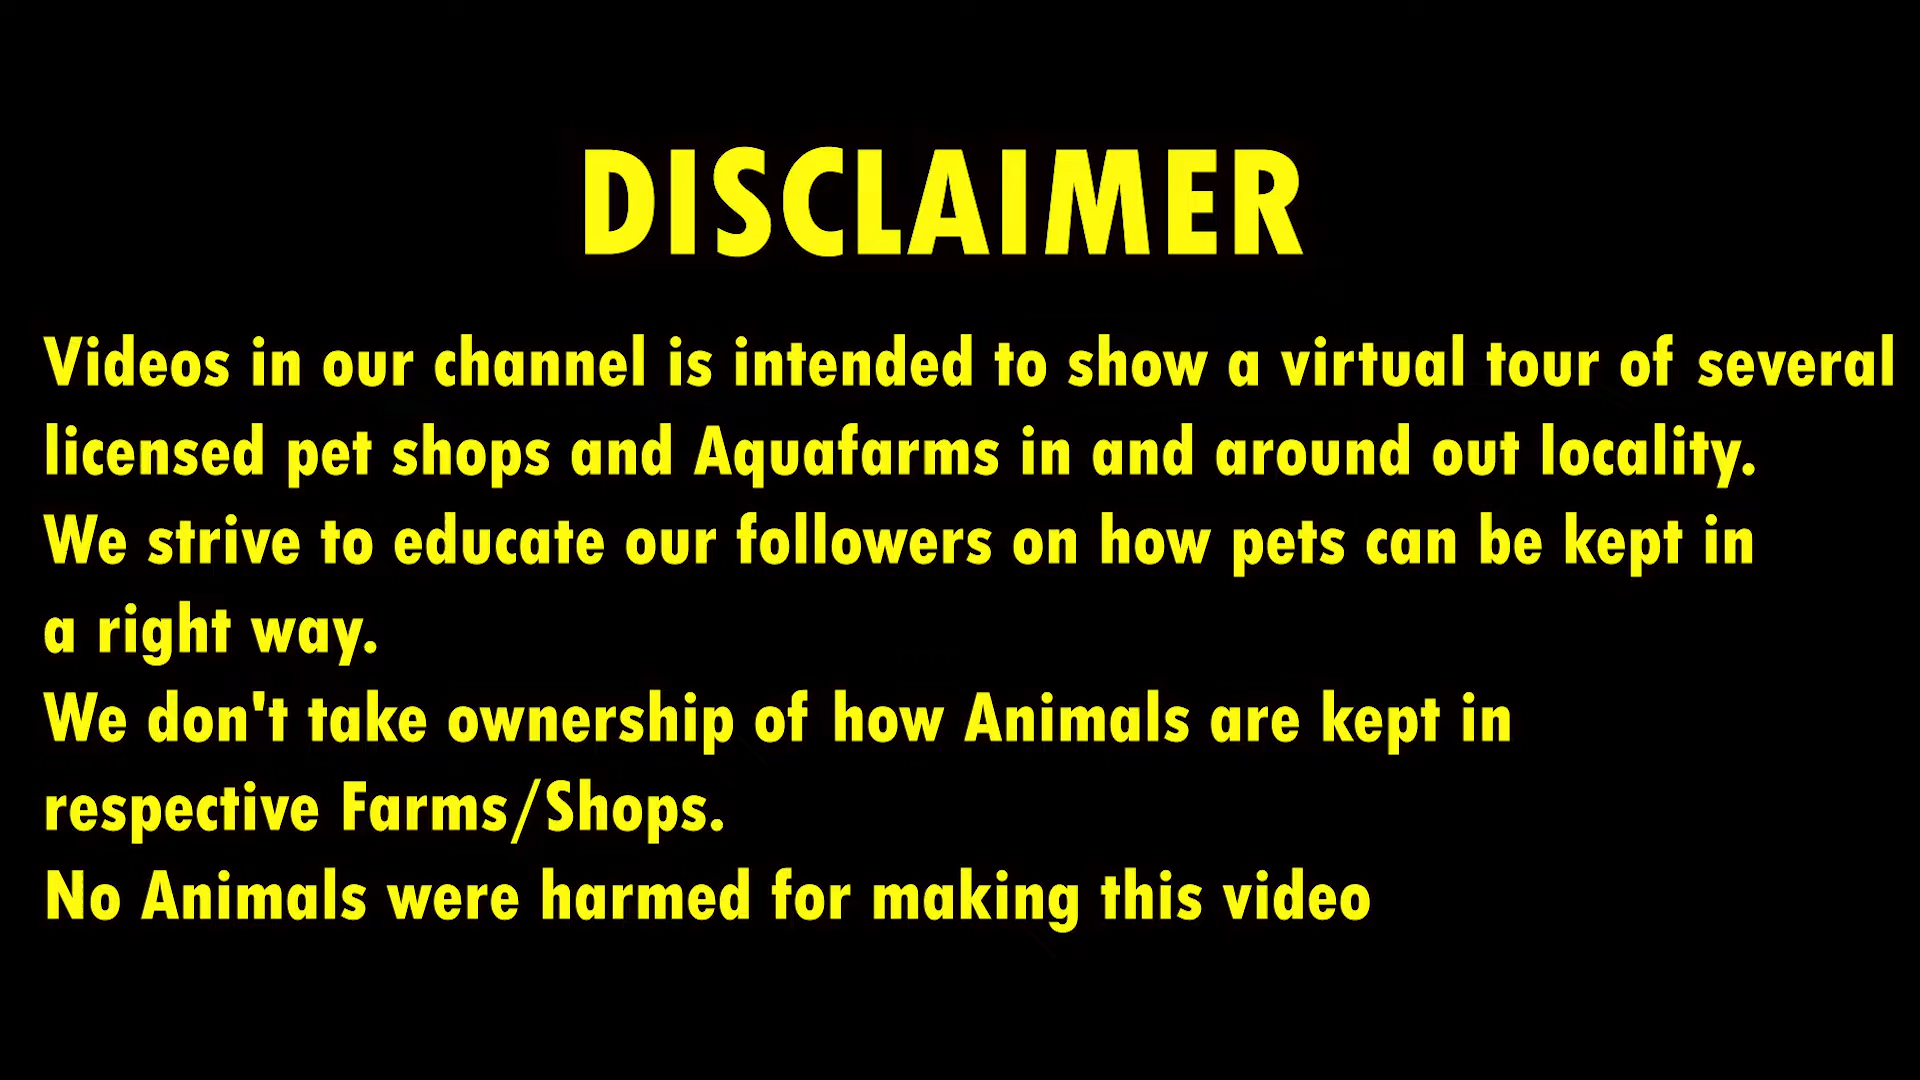 DISCLAIMER
Videos in our channel is intended to show a virtual tour of several
licensed pet shops and Aquafarms in and around out locality.
We strive to educate our followers on how pets can be kept in
a right way.
We don't take ownership of how Animals are kept in
respective Farms/Shops.
No Animals were harmed for making this video